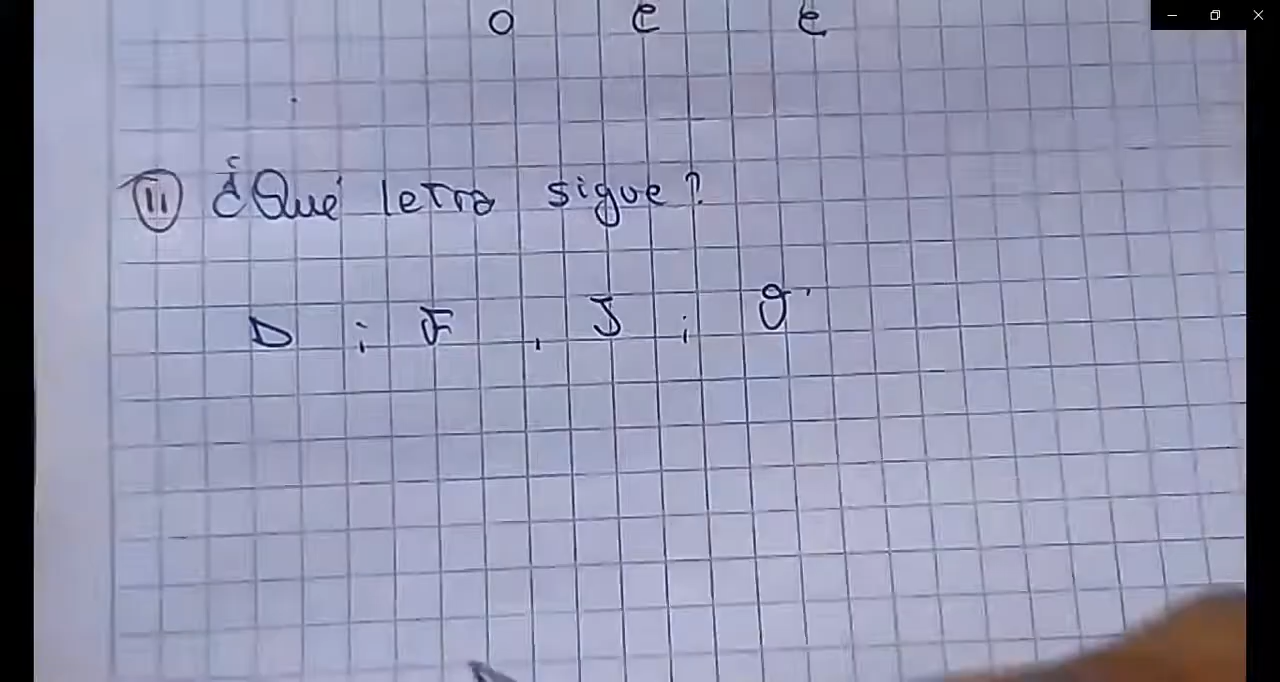 o e e
11 ¿Qué letra sigue?
D ; F , J ; O